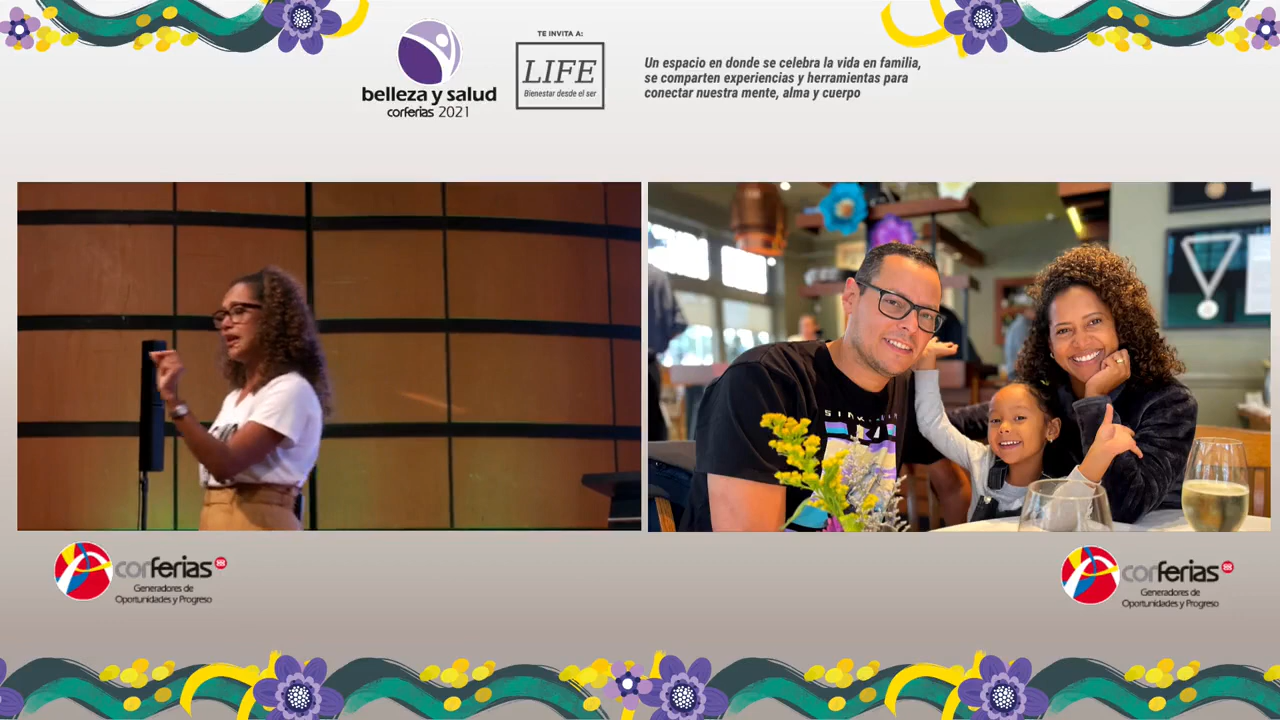 TE INVITA A:
LIFE
Bienestar desde el ser
belleza y salud
corferias 2021
Un espacio en donde se celebra la vida en familia,
se comparten experiencias y herramientas para
conectar nuestra mente, alma y cuerpo
corferias
Generadores de
Oportunidades y Progreso
corferias
Generadores de
Oportunidades y Progreso